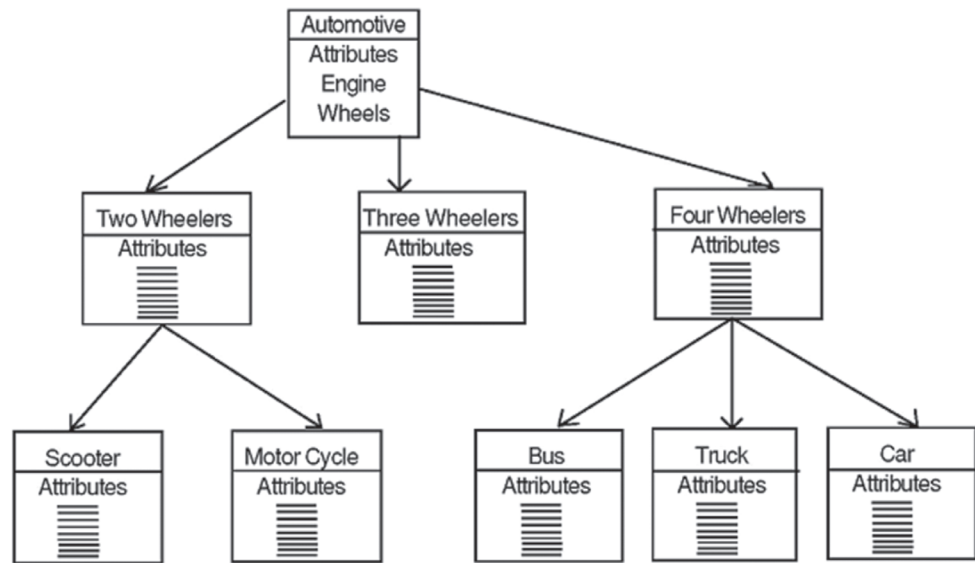 Automotive
Attributes
Engine
Wheels
Two Wheelers
Attributes
Three Wheelers
Attributes
Four Wheelers
Attributes
Scooter
Attributes
Motor Cycle
Attributes
Bus
Attributes
Truck
Attributes
Car
Attributes